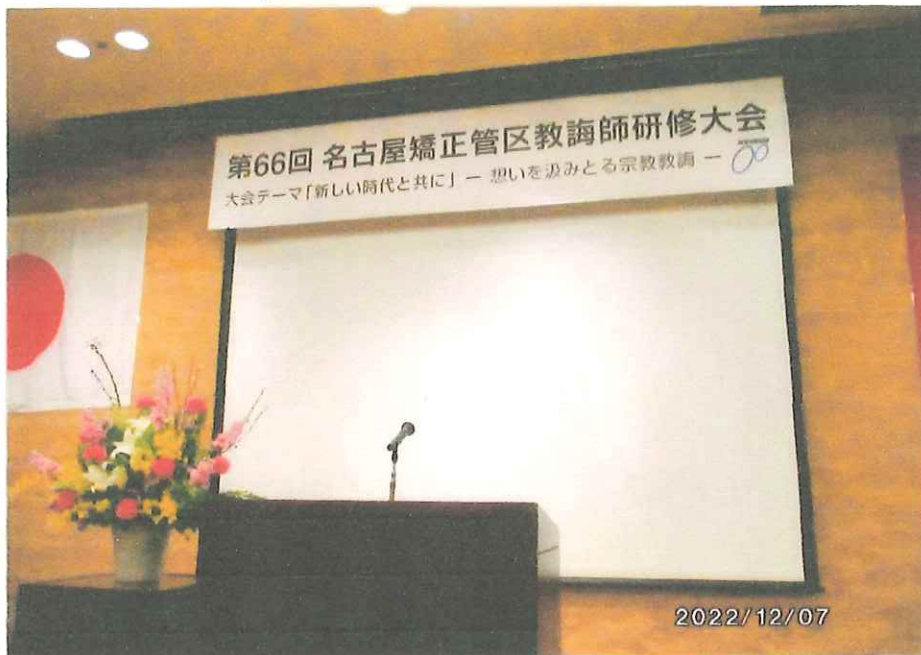 第66回 名古屋矯正管区教誨師研修大会
大会テーマ「新しい時代と共に」 ― 想いを汲みとる宗教教誨 ―
2022/12/07